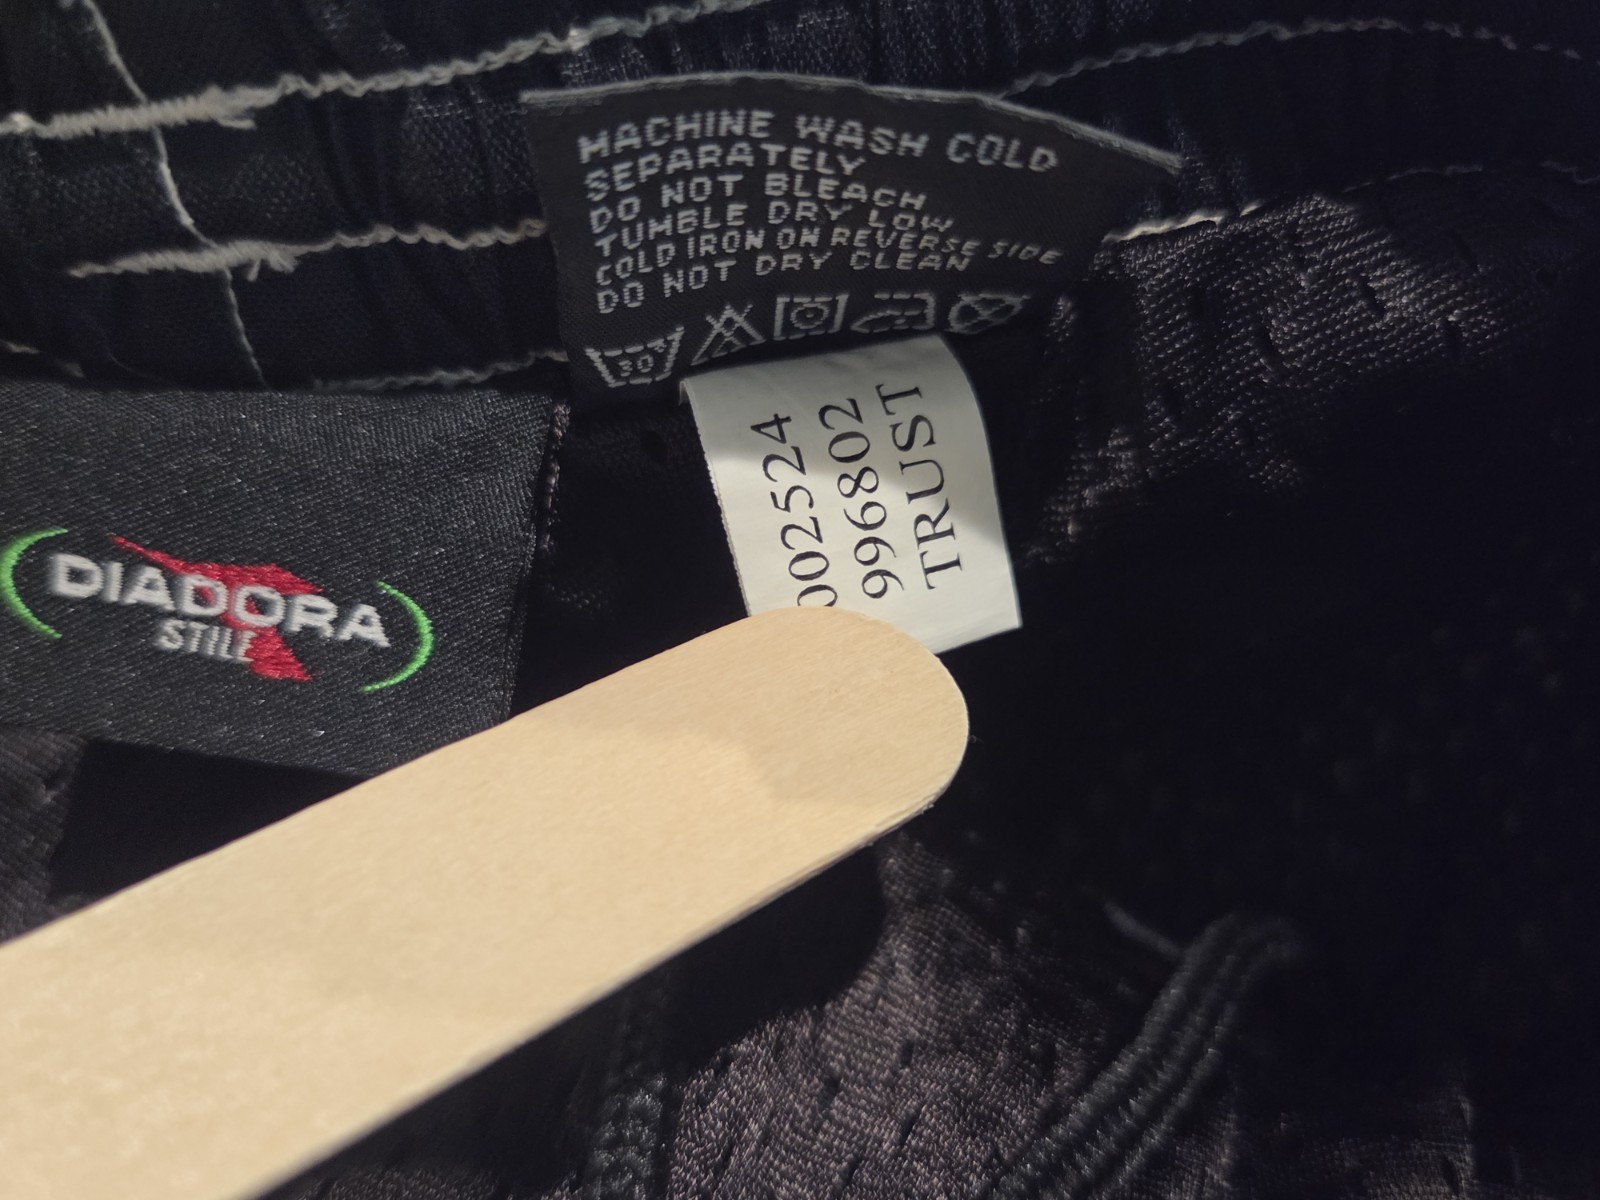 MACHINE WASH COLD
SEPARATELY
DO NOT BLEACH
TUMBLE DRY LOW
COLD IRON ON REVERSE SIDE
DO NOT DRY CLEAN
30
002524
996802
TRUST
DIADORA
STILE